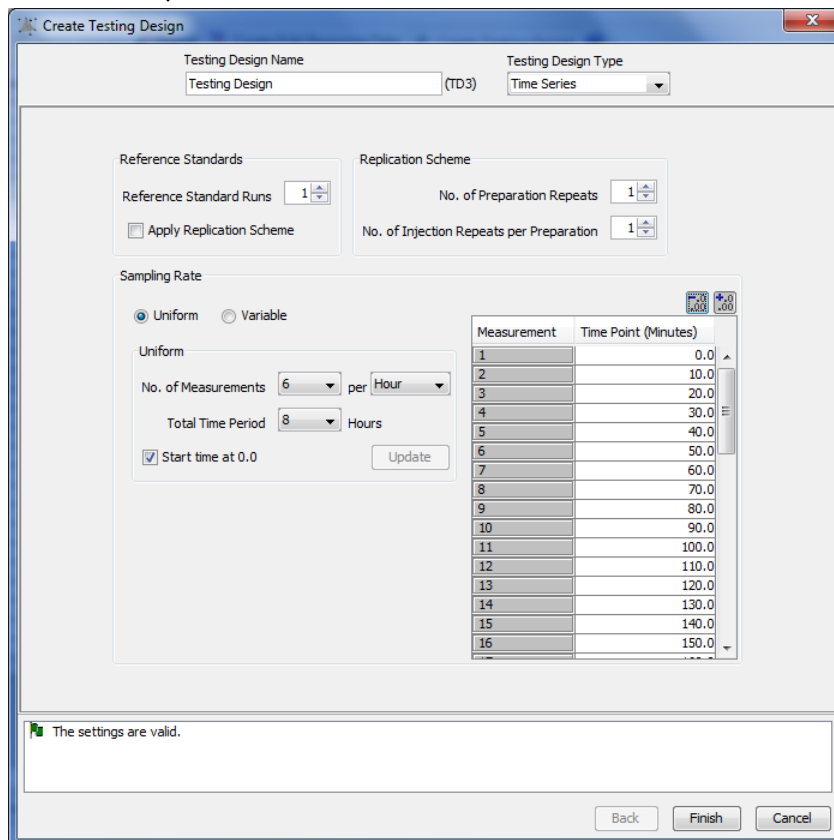 Create Testing Design
Testing Design Name
Testing Design Type
Testing Design (TD3)
Time Series
Reference Standards
Reference Standard Runs 1
Apply Replication Scheme
Replication Scheme
No. of Preparation Repeats 1
No. of Injection Repeats per Preparation 1
Sampling Rate
Uniform Variable
Uniform
No. of Measurements 6 per Hour
Total Time Period 8 Hours
Start time at 0.0 Update
Measurement Time Point (Minutes)
1 0.0
2 10.0
3 20.0
4 30.0
5 40.0
6 50.0
7 60.0
8 70.0
9 80.0
10 90.0
11 100.0
12 110.0
13 120.0
14 130.0
15 140.0
16 150.0
The settings are valid.
Back Finish Cancel